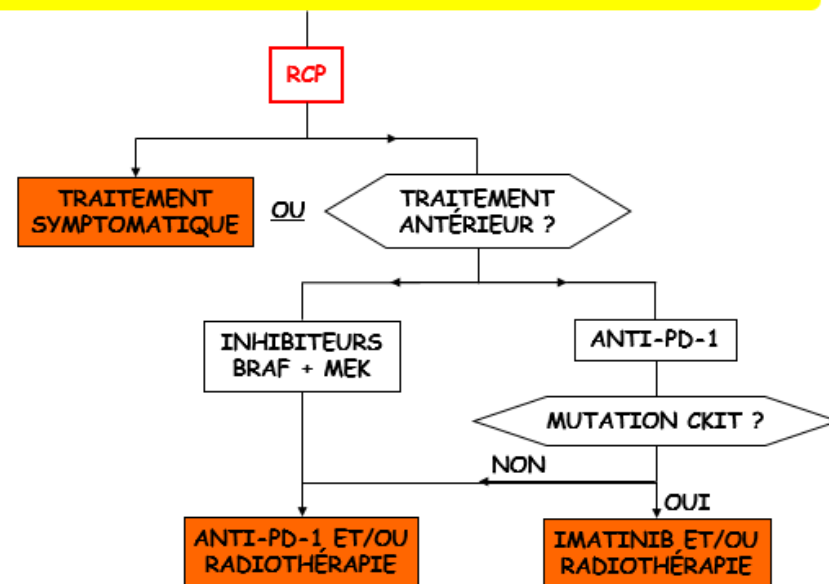 RCP
TRAITEMENT
SYMPTOMATIQUE
OU
TRAITEMENT
ANTÉRIEUR ?
INHIBITEURS
BRAF + MEK
ANTI-PD-1
MUTATION CKIT ?
NON
OUI
ANTI-PD-1 ET/OU
RADIOTHÉRAPIE
IMATINIB ET/OU
RADIOTHÉRAPIE